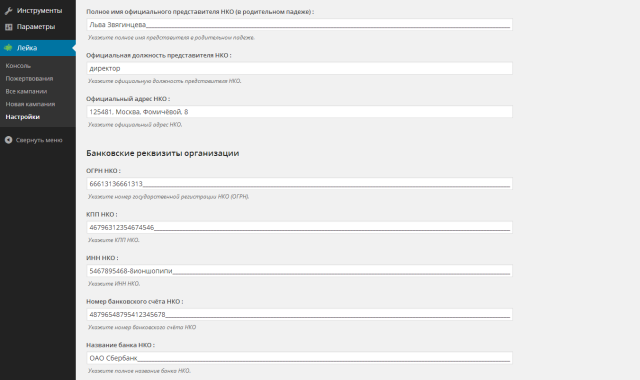 Инструменты
Параметры
Лейка
Консоль
Пожертвования
Все кампании
Новая кампания
Настройки
Свернуть меню
Полное имя официального представителя НКО (в родительном падеже) :
Льва Звягинцева
Укажите полное имя представителя в родительном падеже.
Официальная должность представителя НКО :
директор
Укажите официальную должность представителя НКО.
Официальный адрес НКО :
125481, Москва, Фомичёвой, 8
Укажите официальный адрес НКО.
Банковские реквизиты организации
ОГРН НКО :
66613136661313
Укажите номер государственной регистрации НКО (ОГРН).
КПП НКО :
46796312354674546
Укажите КПП НКО.
ИНН НКО :
5467895468-8ионшопипи
Укажите ИНН НКО.
Номер банковского счёта НКО :
48796548795412345678
Укажите номер банковского счёта НКО
Название банка НКО :
ОАО Сбербанк
Укажите полное название банка НКО.